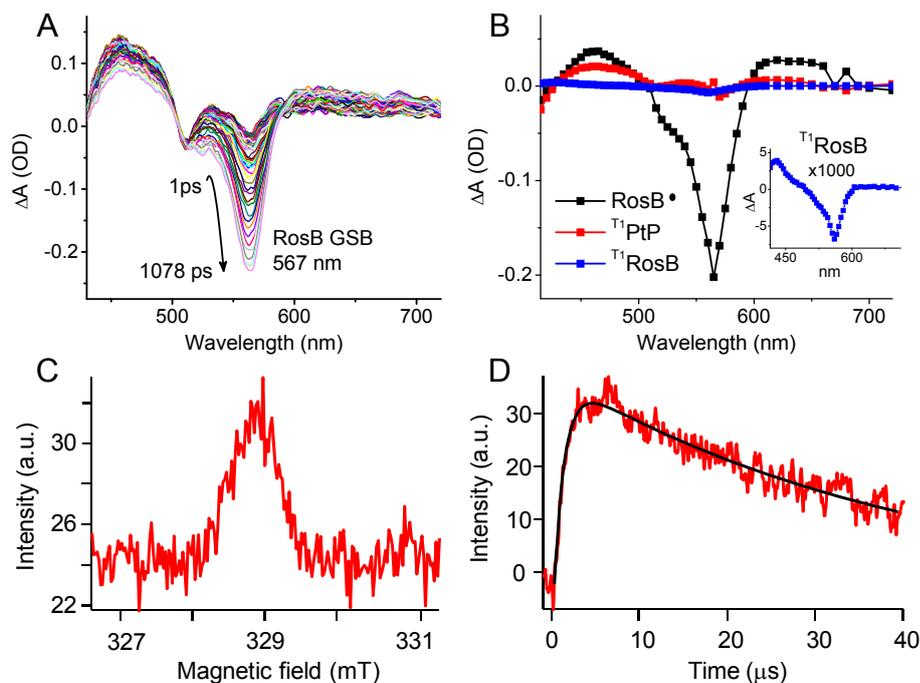 A
ΔA (OD)
0.1
0.0
-0.1
-0.2
1ps
1078 ps
RosB GSB
567 nm
500
600
700
Wavelength (nm)
B
ΔA (OD)
0.0
-0.1
-0.2
RosB •
T1PtP
T1RosB
T1RosB
x1000
ΔA
5
0
-5
450
600
nm
500
600
700
Wavelength (nm)
C
Intensity (a.u.)
30
26
22
327
329
331
Magnetic field (mT)
D
Intensity (a.u.)
30
20
10
0
0
10
20
30
40
Time (μs)